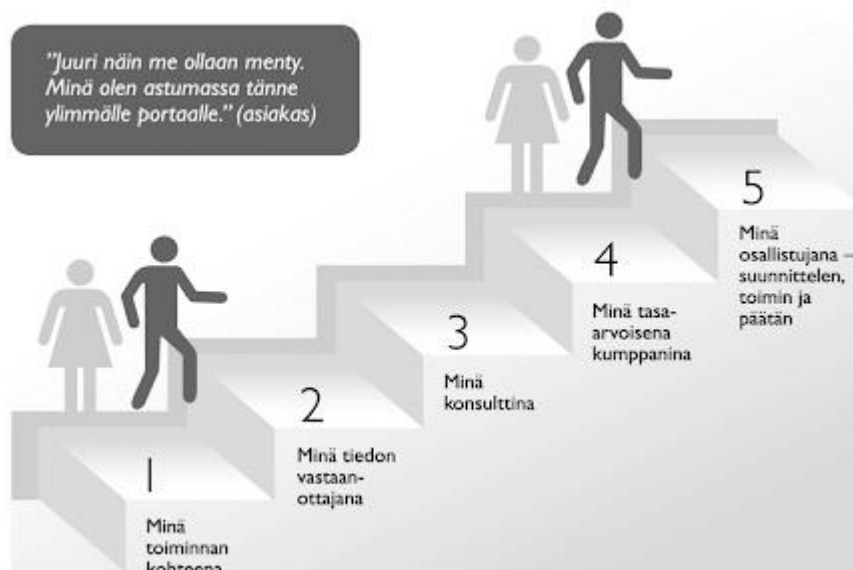 "Juuri näin me ollaan menty.
Minä olen astumassa tänne
ylimmälle portaalle." (asiakas)
1
Minä
toiminnan
kohteena
2
Minä tiedon
vastaan-
ottajana
3
Minä
konsulttina
4
Minä tasa-
arvoisena
kumppanina
5
Minä
osallistujana –
suunnittelen,
toimin ja
päätän